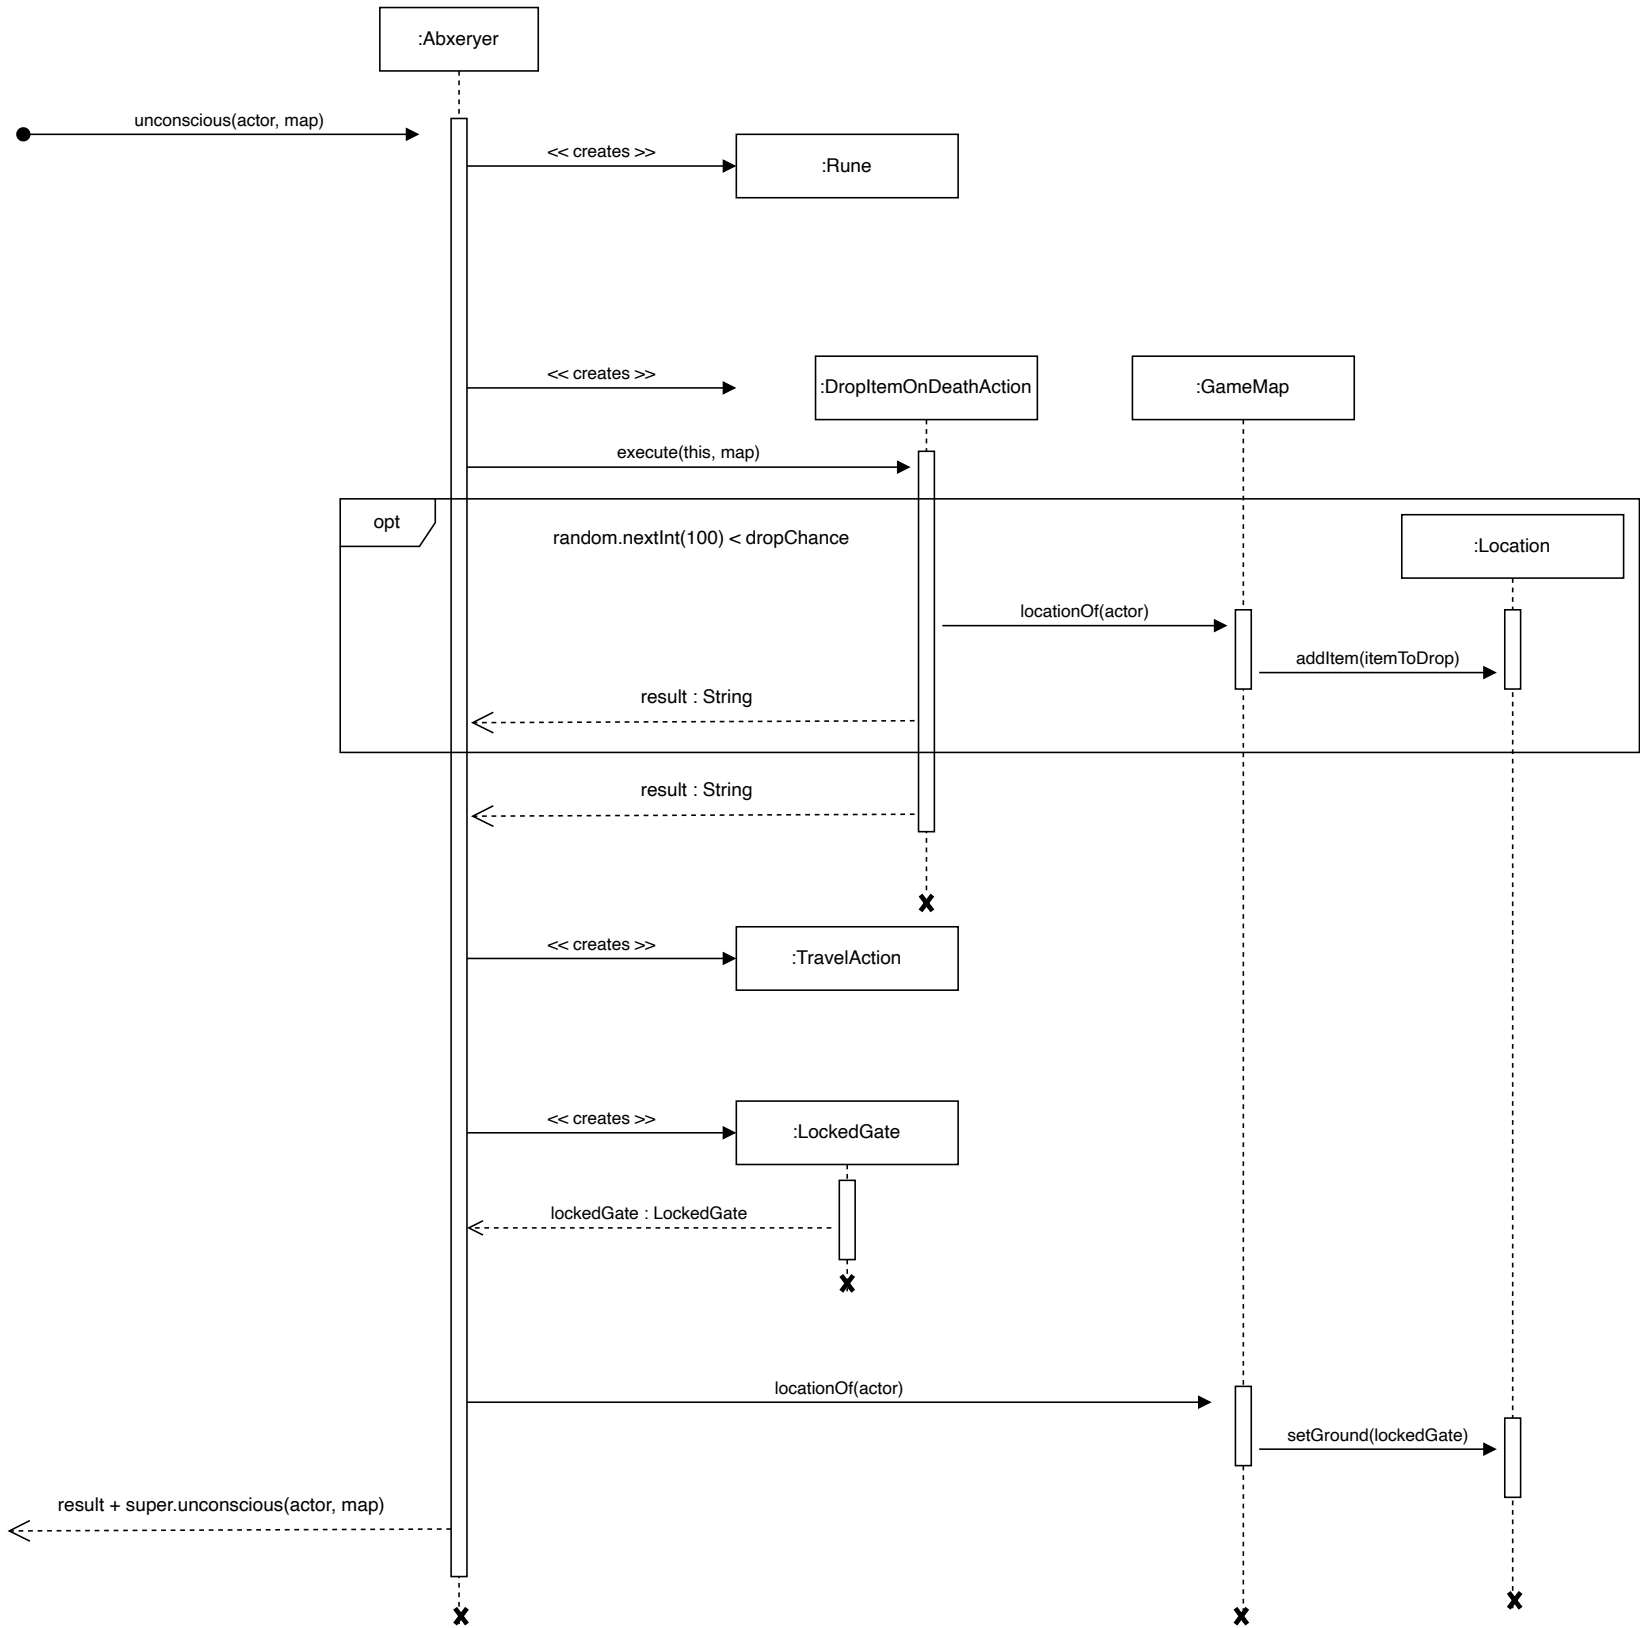 :Abxeryer
unconscious(actor, map)
<< creates >>
:Rune
<< creates >>
:DropItemOnDeathAction
:GameMap
execute(this, map)
opt
random.nextInt(100) < dropChance
:Location
locationOf(actor)
addItem(itemToDrop)
result : String
result : String
<< creates >>
:TravelAction
<< creates >>
:LockedGate
lockedGate : LockedGate
locationOf(actor)
setGround(lockedGate)
result + super.unconscious(actor, map)